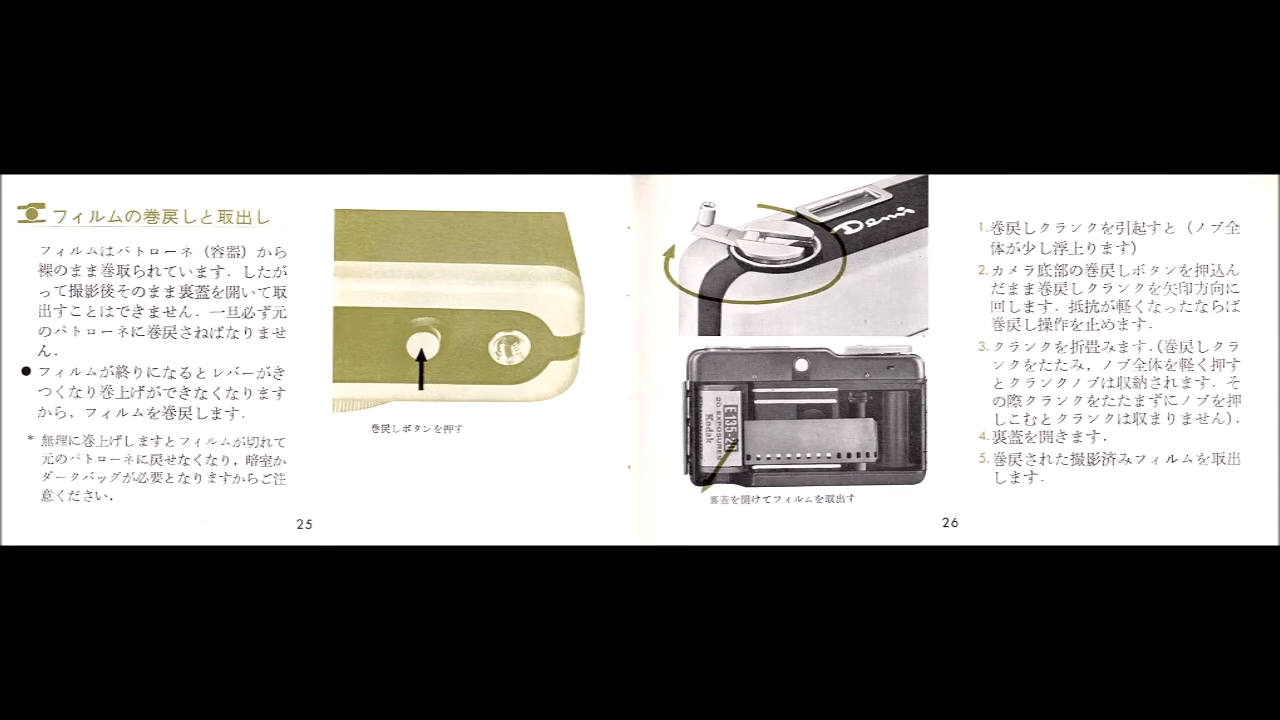 フィルムの巻戻しと取出し
フィルムはパトローネ（容器）から
裸のまま巻取られています．したが
って撮影後そのまま裏蓋を開いて取
出すことはできません．一旦必ず元
のパトローネに巻戻さねばなりませ
ん．
● フィルムが終りになるとレバーがき
つくなり巻上げができなくなります
から，フィルムを巻戻します．
* 無理に巻上げしますとフィルムが切れて
元のパトローネに戻せなくなり，暗室か
ダークバッグが必要となりますからご注
意ください．
巻戻しボタンを押す
25
Demi
E135-20
20 EXPOSURES
Kodak
裏蓋を開けてフィルムを取出す
1. 巻戻しクランクを引起すと（ノブ全
体が少し浮上ります）
2. カメラ底部の巻戻しボタンを押込ん
だまま巻戻しクランクを矢印方向に
回します．抵抗が軽くなったならば
巻戻し操作を止めます．
3. クランクを折畳みます．（巻戻しクラ
ンクをたたみ，ノブ全体を軽く押す
とクランクノブは収納されます．そ
の際クランクをたたまずにノブを押
しこむとクランクは収まりません）．
4. 裏蓋を開きます．
5. 巻戻された撮影済みフィルムを取出
します．
26